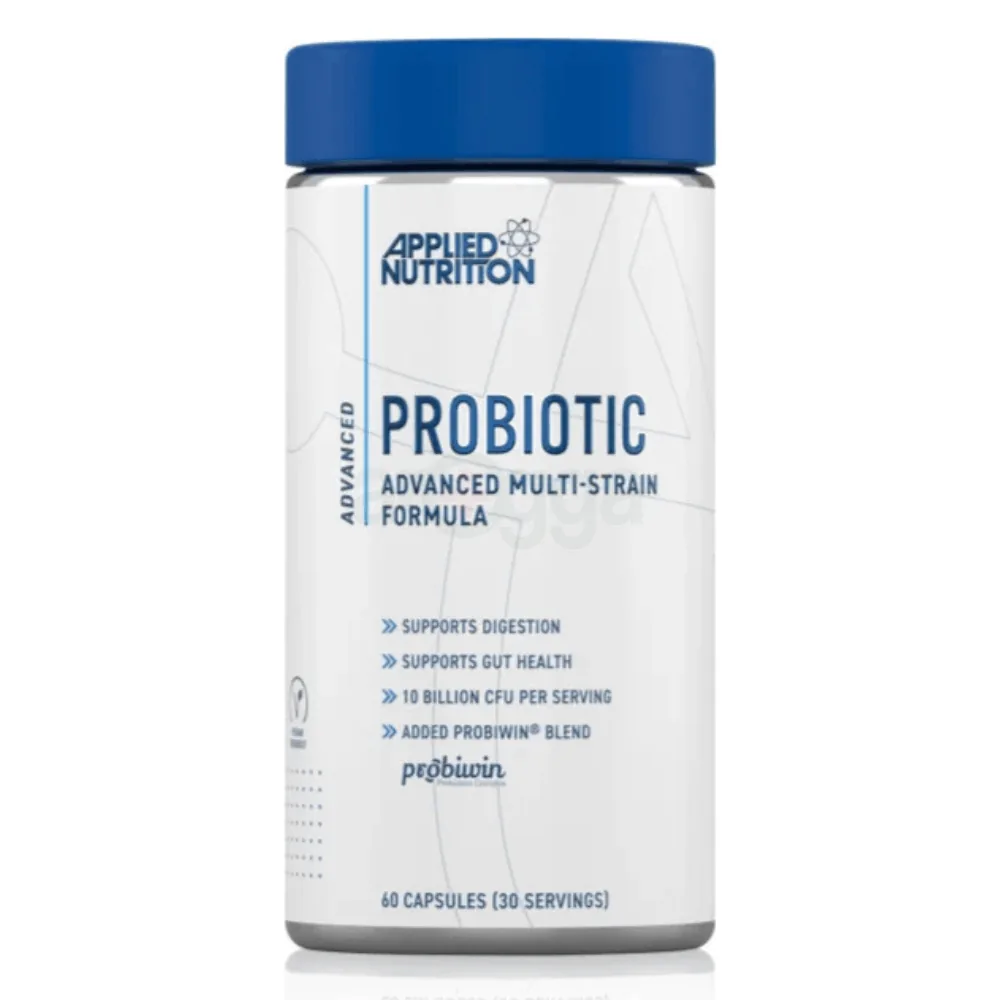 APPLIED
NUTRITION
ADVANCED
PROBIOTIC
ADVANCED MULTI-STRAIN
FORMULA
» SUPPORTS DIGESTION
» SUPPORTS GUT HEALTH
» 10 BILLION CFU PER SERVING
» ADDED PROBIWIN® BLEND
probiwin
60 CAPSULES (30 SERVINGS)